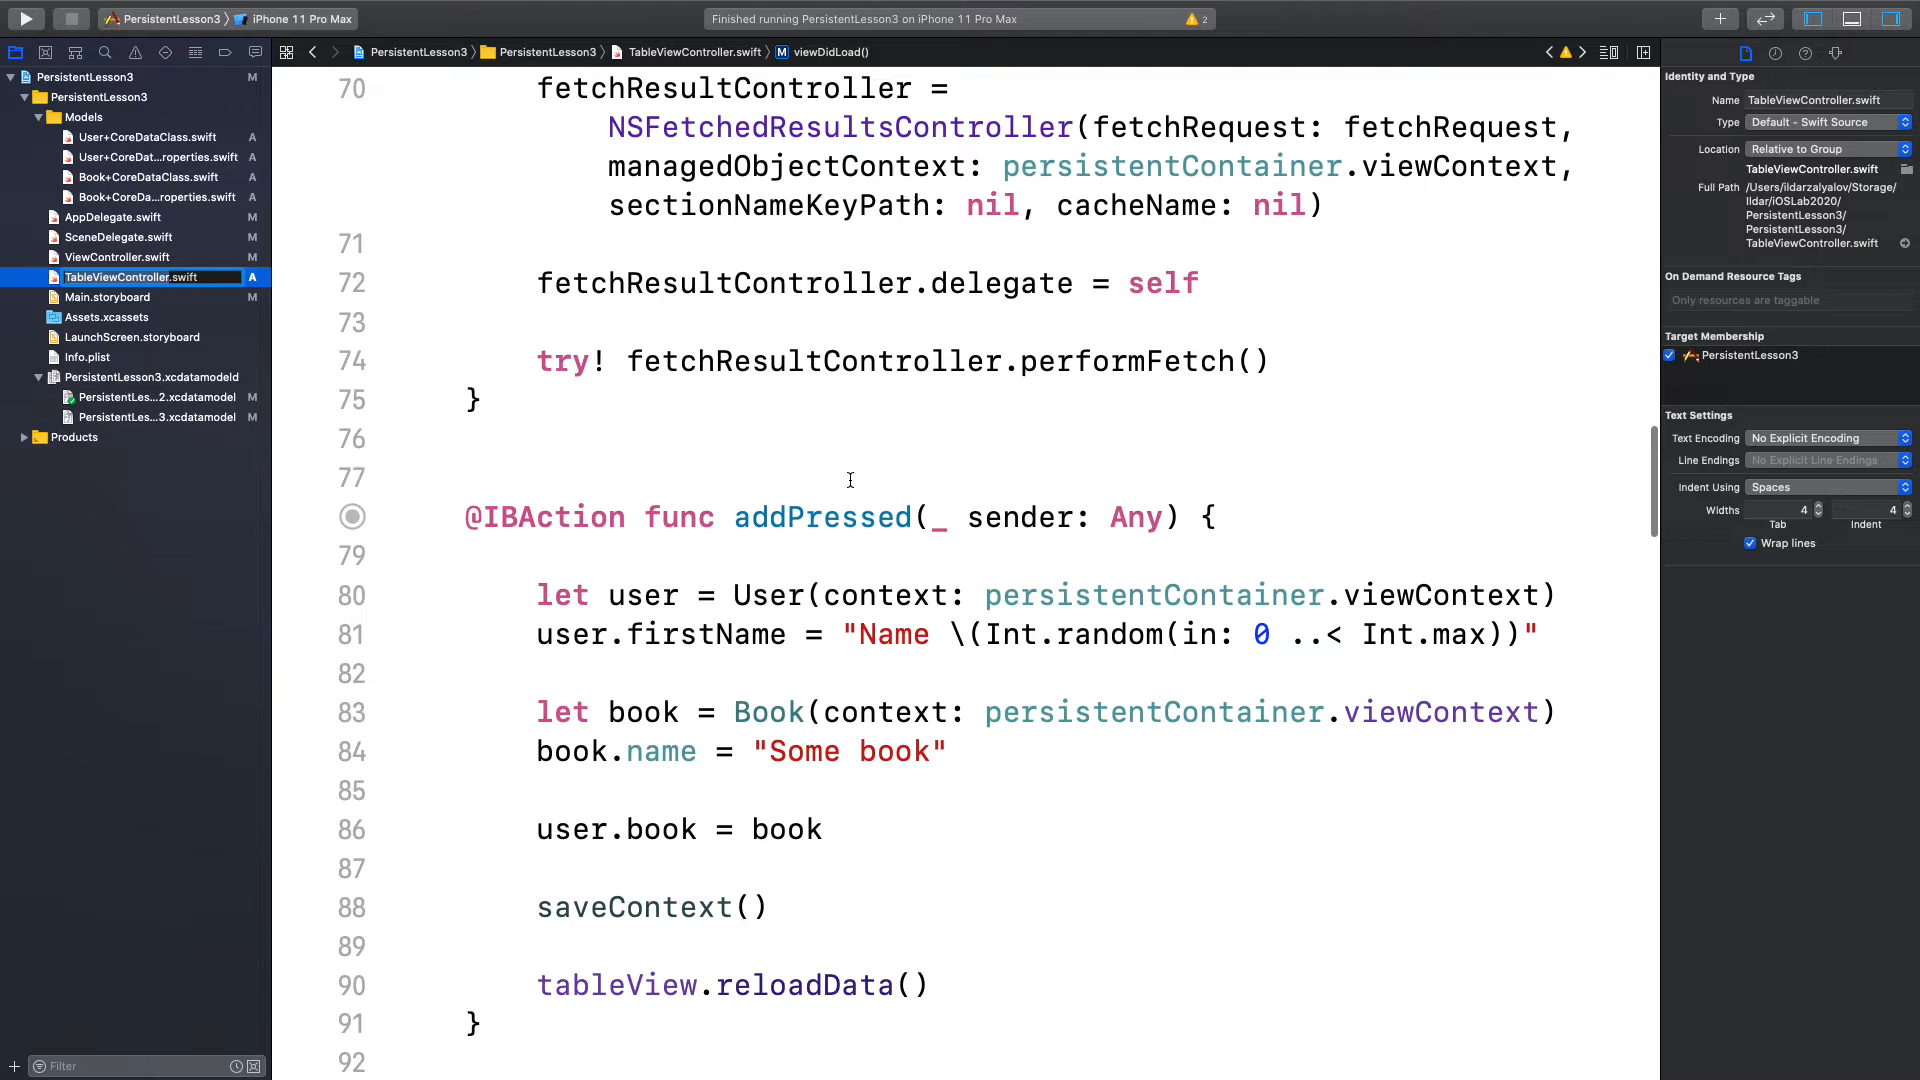 PersistentLesson3 〉 iPhone 11 Pro Max
Finished running PersistentLesson3 on iPhone 11 Pro Max
2
PersistentLesson3 〉 PersistentLesson3 〉 TableViewController.swift 〉 M viewDidLoad()
PersistentLesson3 M
PersistentLesson3
Models
User+CoreDataClass.swift A
User+CoreDat...roperties.swift A
Book+CoreDataClass.swift A
Book+CoreDa...roperties.swift A
AppDelegate.swift M
SceneDelegate.swift M
ViewController.swift M
TableViewController.swift A
Main.storyboard M
Assets.xcassets
LaunchScreen.storyboard
Info.plist
PersistentLesson3.xcdatamodeld
PersistentLes...2.xcdatamodel M
PersistentLes...3.xcdatamodel M
Products
Filter
70 fetchResultController =
NSFetchedResultsController(fetchRequest: fetchRequest,
managedObjectContext: persistentContainer.viewContext,
sectionNameKeyPath: nil, cacheName: nil)
71
72 fetchResultController.delegate = self
73
74 try! fetchResultController.performFetch()
75 }
76
77
@IBAction func addPressed(_ sender: Any) {
79
80 let user = User(context: persistentContainer.viewContext)
81 user.firstName = "Name \(Int.random(in: 0 ..< Int.max))"
82
83 let book = Book(context: persistentContainer.viewContext)
84 book.name = "Some book"
85
86 user.book = book
87
88 saveContext()
89
90 tableView.reloadData()
91 }
92
Identity and Type
Name TableViewController.swift
Type Default - Swift Source
Location Relative to Group
TableViewController.swift
Full Path /Users/ildarzalyalov/Storage/
Ildar/iOSLab2020/
PersistentLesson3/
PersistentLesson3/
TableViewController.swift
On Demand Resource Tags
Only resources are taggable
Target Membership
PersistentLesson3
Text Settings
Text Encoding No Explicit Encoding
Line Endings No Explicit Line Endings
Indent Using Spaces
Widths 4 4
Tab Indent
Wrap lines